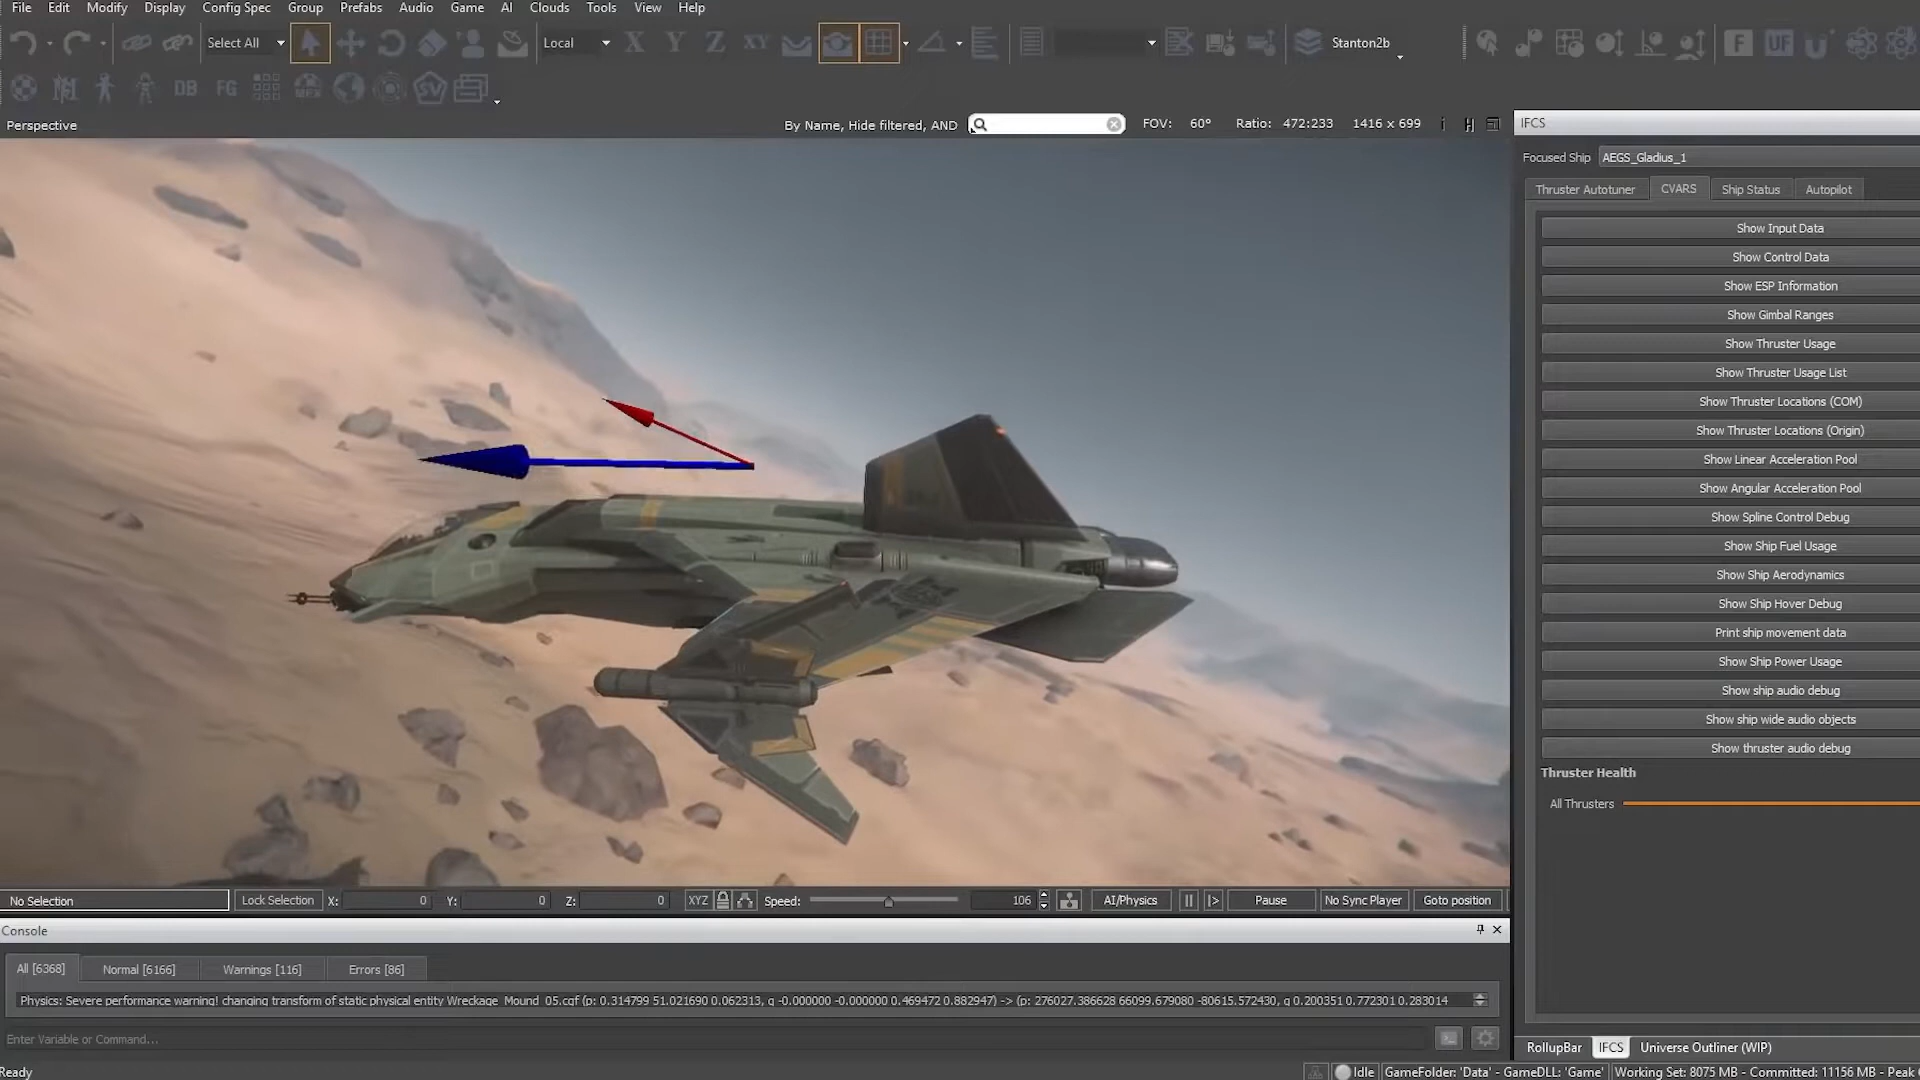 File Edit Modify Display Config Spec Group Prefabs Audio Game AI Clouds Tools View Help
Select All Local X Y Z XY Stanton2b F UF
DB FG MFX SV
Perspective By Name, Hide filtered, AND FOV: 60° Ratio: 472:233 1416 x 699
IFCS
Focused Ship AEGS_Gladius_1
Thruster Autotuner CVARS Ship Status Autopilot
Show Input Data
Show Control Data
Show ESP Information
Show Gimbal Ranges
Show Thruster Usage
Show Thruster Usage List
Show Thruster Locations (COM)
Show Thruster Locations (Origin)
Show Linear Acceleration Pool
Show Angular Acceleration Pool
Show Spline Control Debug
Show Ship Fuel Usage
Show Ship Aerodynamics
Show Ship Hover Debug
Print ship movement data
Show Ship Power Usage
Show ship audio debug
Show ship wide audio objects
Show thruster audio debug
Thruster Health
All Thrusters
No Selection Lock Selection X: 0 Y: 0 Z: 0 XYZ Speed: 106 AI/Physics Pause No Sync Player Goto position
Console
All [6368] Normal [6166] Warnings [116] Errors [86]
Physics: Severe performance warning! changing transform of static physical entity Wreckage_Mound_05.cgf (p: 0.314799 51.021690 0.062313, q -0.000000 -0.000000 0.469472 0.882947) -> (p: 276027.386628 66099.679080 -80615.572430, q 0.200351 0.772301 0.283014
Enter Variable or Command...
RollupBar IFCS Universe Outliner (WIP)
Ready Idle GameFolder: 'Data' - GameDLL: 'Game' Working Set: 8075 MB - Committed: 11156 MB - Peak